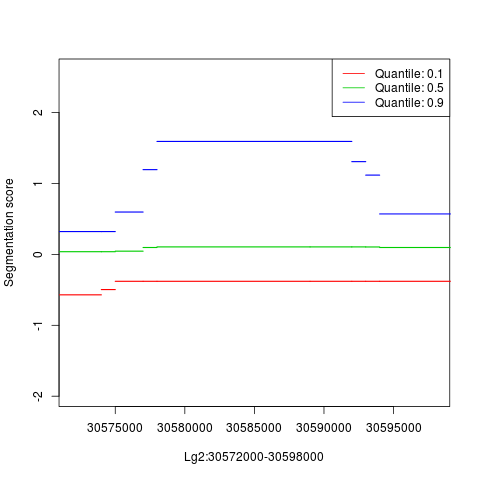 Quantile: 0.1
Quantile: 0.5
Quantile: 0.9
Segmentation score
2
1
0
-1
-2
30575000 30580000 30585000 30590000 30595000
Lg2:30572000-30598000